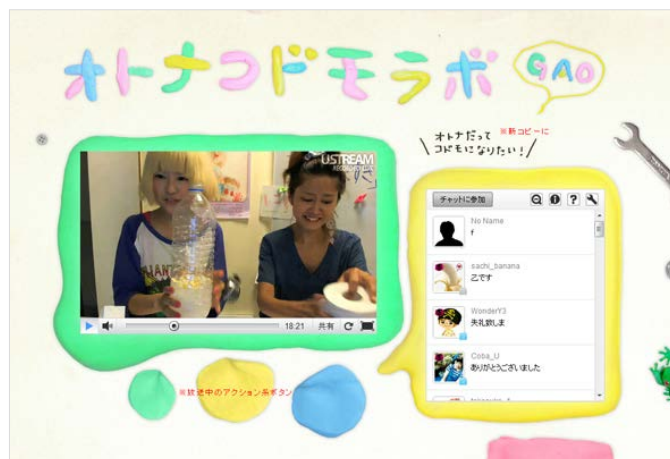 オトナコドモラボ
GAO
オトナだって
コドモになりたい!
※新コピーに
USTREAM
チャットに参加
No Name
f
sachi_banana
乙です
WonderY3
失礼致しま
Coba_U
ありがとうございました
18:21
共有
※放送中のアクション系ボタン